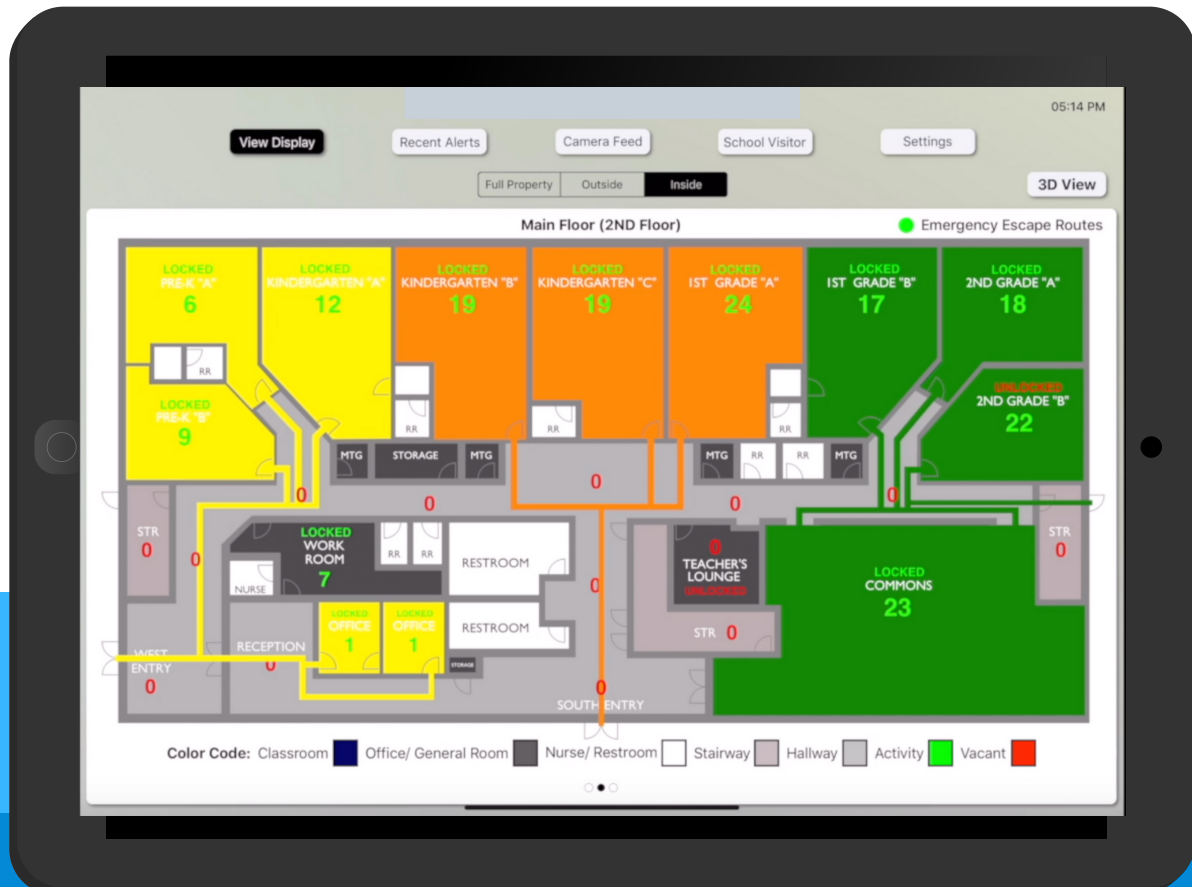 05:14 PM
View Display
Recent Alerts
Camera Feed
School Visitor
Settings
Full Property
Outside
Inside
3D View
Main Floor (2ND Floor)
Emergency Escape Routes
LOCKED
PRE-K "A"
6
LOCKED
KINDERGARTEN "A"
12
LOCKED
KINDERGARTEN "B"
19
LOCKED
KINDERGARTEN "C"
19
LOCKED
1ST GRADE "A"
24
LOCKED
1ST GRADE "B"
17
LOCKED
2ND GRADE "A"
18
RR
LOCKED
PRE-K "B"
9
UNLOCKED
2ND GRADE "B"
22
RR
RR
RR
MTG
STORAGE
MTG
MTG
RR
RR
MTG
0
0
0
0
0
STR
0
0
LOCKED
WORK
ROOM
7
RR
RR
RESTROOM
NURSE
0
0
TEACHER'S
LOUNGE
UNLOCKED
LOCKED
COMMONS
23
STR
0
LOCKED
OFFICE
1
LOCKED
OFFICE
1
RESTROOM
STR 0
WEST
ENTRY
0
RECEPTION
0
STORAGE
0
SOUTH ENTRY
Color Code: Classroom Office/ General Room Nurse/ Restroom Stairway Hallway Activity Vacant